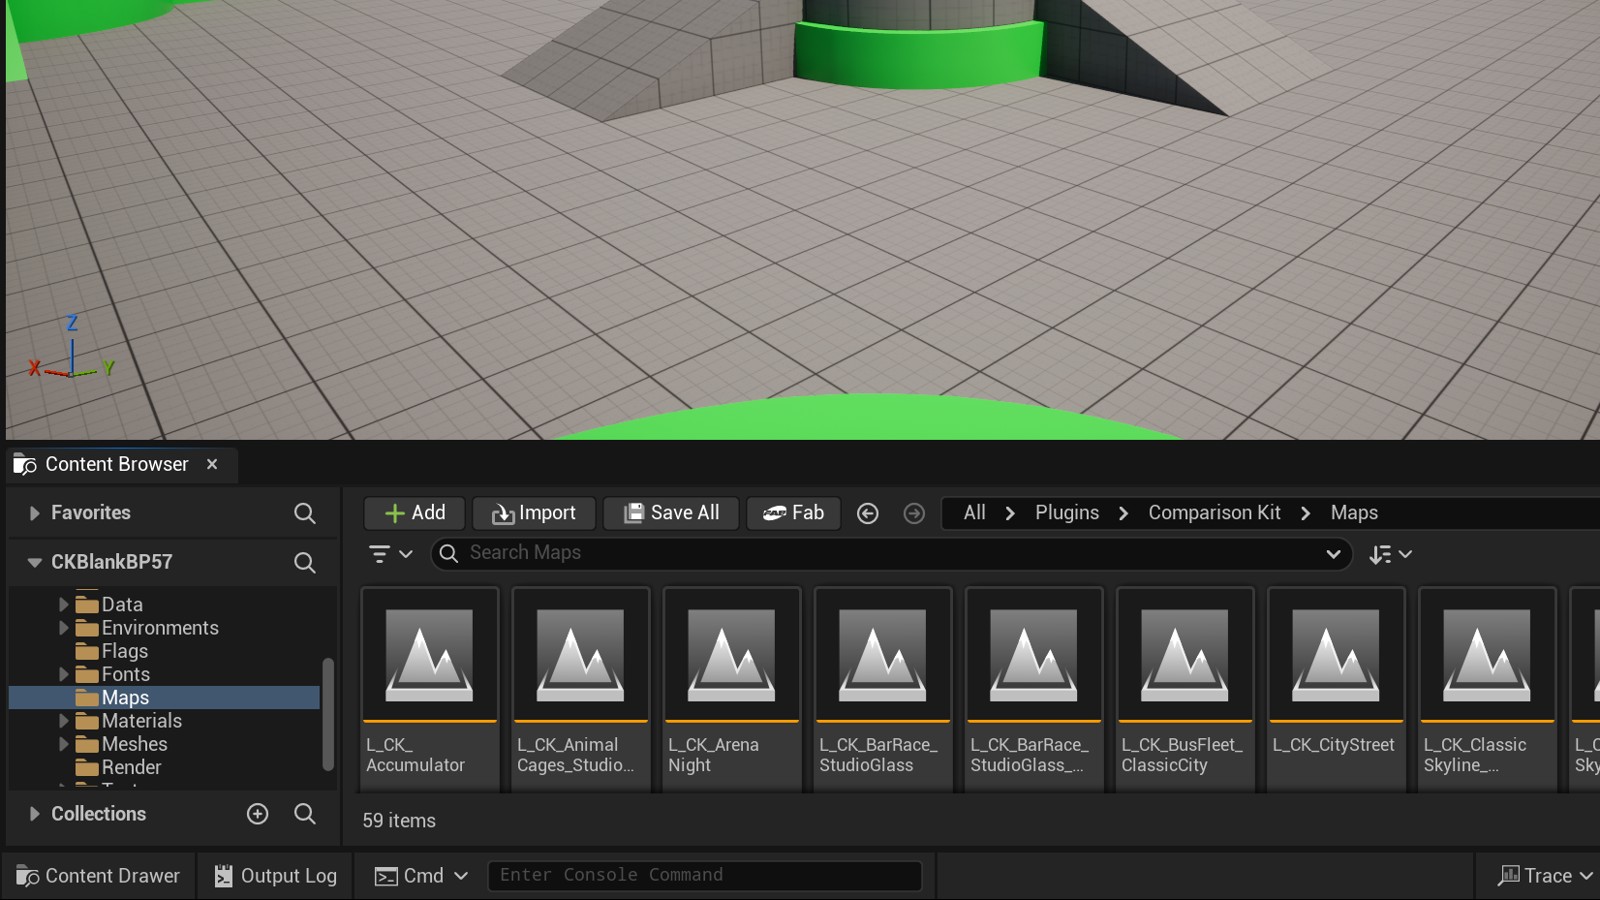 Z
X
Y
Content Browser
Favorites
Add
Import
Save All
Fab
All
Plugins
Comparison Kit
Maps
CKBlankBP57
Search Maps
Data
Environments
Flags
Fonts
Maps
Materials
Meshes
Render
L_CK_
Accumulator
L_CK_Animal
Cages_Studio...
L_CK_Arena
Night
L_CK_BarRace_
StudioGlass
L_CK_BarRace_
StudioGlass_...
L_CK_BusFleet_
ClassicCity
L_CK_CityStreet
L_CK_Classic
Skyline_...
Collections
59 items
Content Drawer
Output Log
Cmd
Enter Console Command
Trace